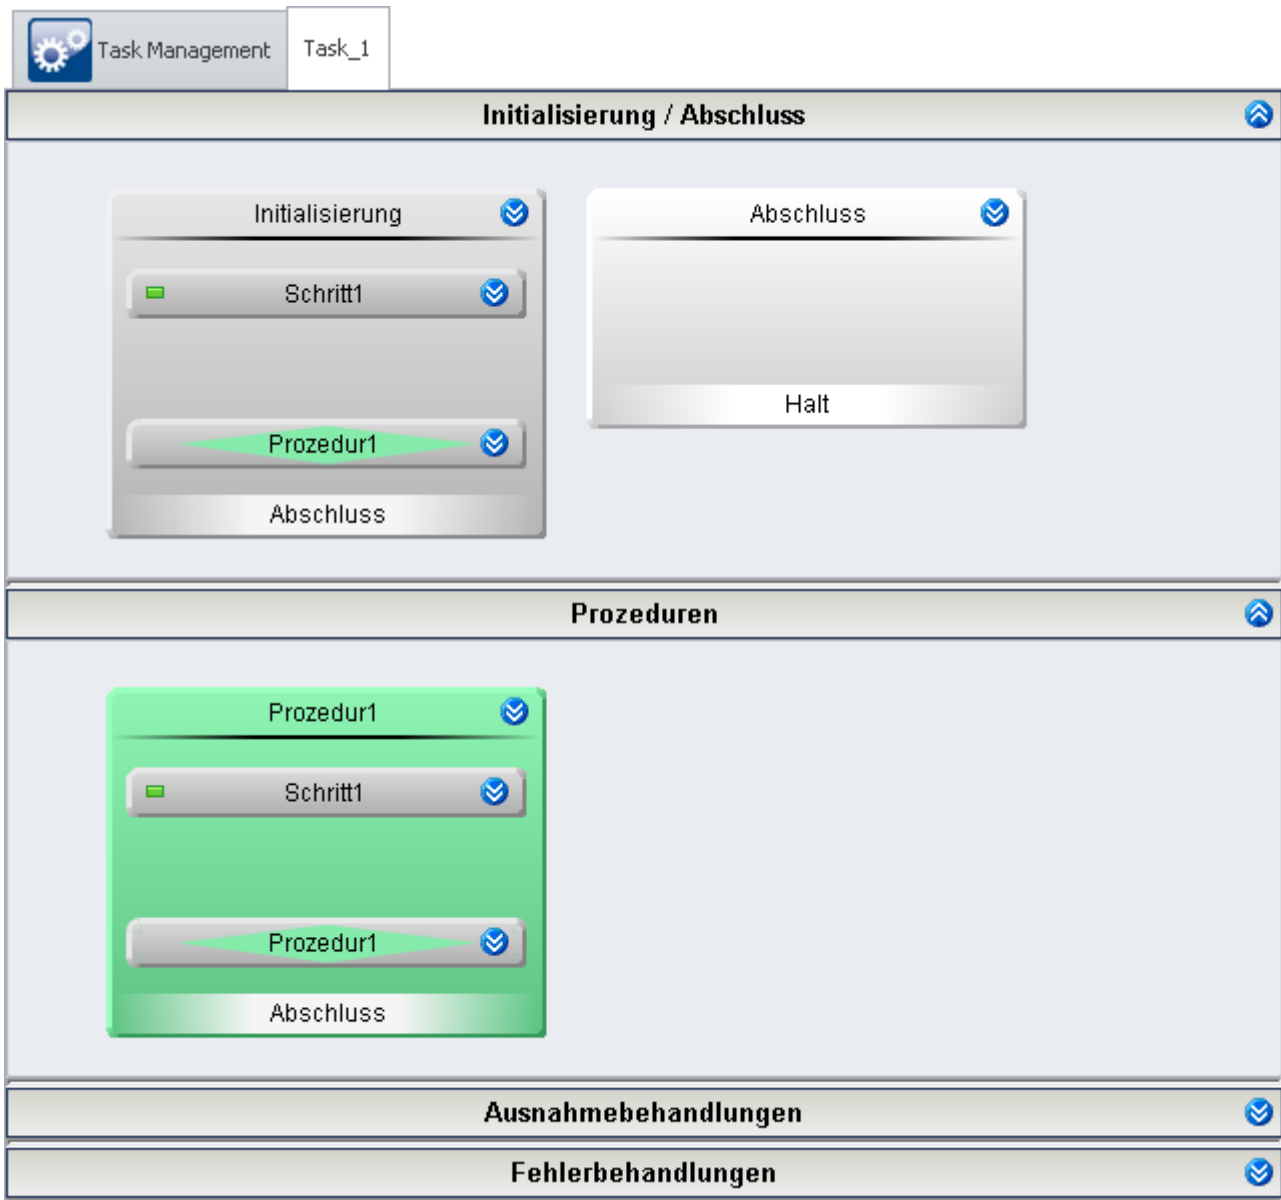 Task Management Task_1
Initialisierung / Abschluss
Initialisierung
Schritt1
Prozedur1
Abschluss
Abschluss
Halt
Prozeduren
Prozedur1
Schritt1
Prozedur1
Abschluss
Ausnahmebehandlungen
Fehlerbehandlungen